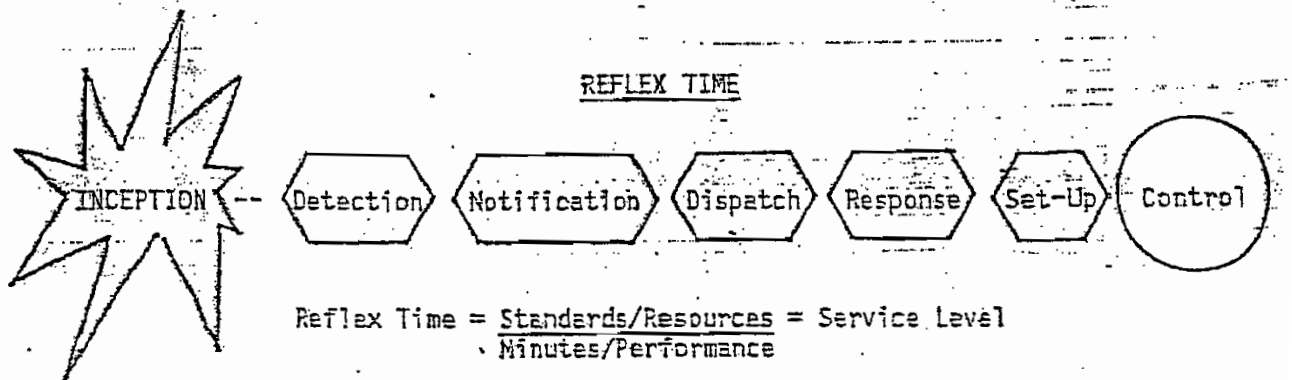 REFLEX TIME
INCEPTION -- Detection Notification Dispatch Response Set-Up Control
Reflex Time = Standards/Resources = Service Level
Minutes/Performance